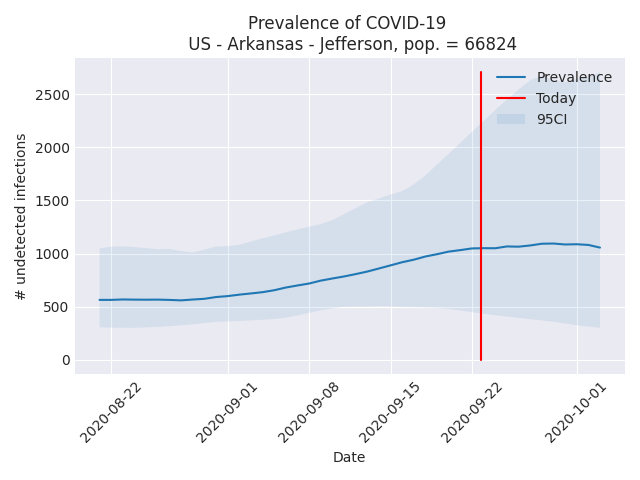 Prevalence of COVID-19
US - Arkansas - Jefferson, pop. = 66824
Prevalence
Today
95CI
# undetected infections
2500
2000
1500
1000
500
0
2020-08-22
2020-09-01
2020-09-08
2020-09-15
2020-09-22
2020-10-01
Date